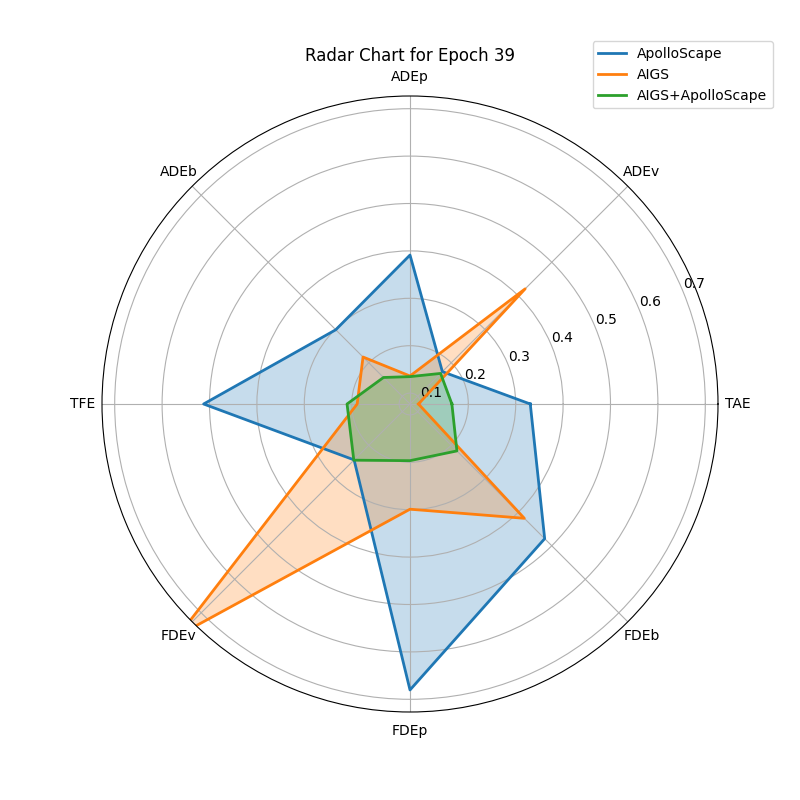 Radar Chart for Epoch 39
ApolloScape
AIGS
AIGS+ApolloScape
ADEp
ADEb
ADEv
0.7
0.6
0.5
0.4
0.3
0.2
0.1
TFE
TAE
FDEv
FDEb
FDEp